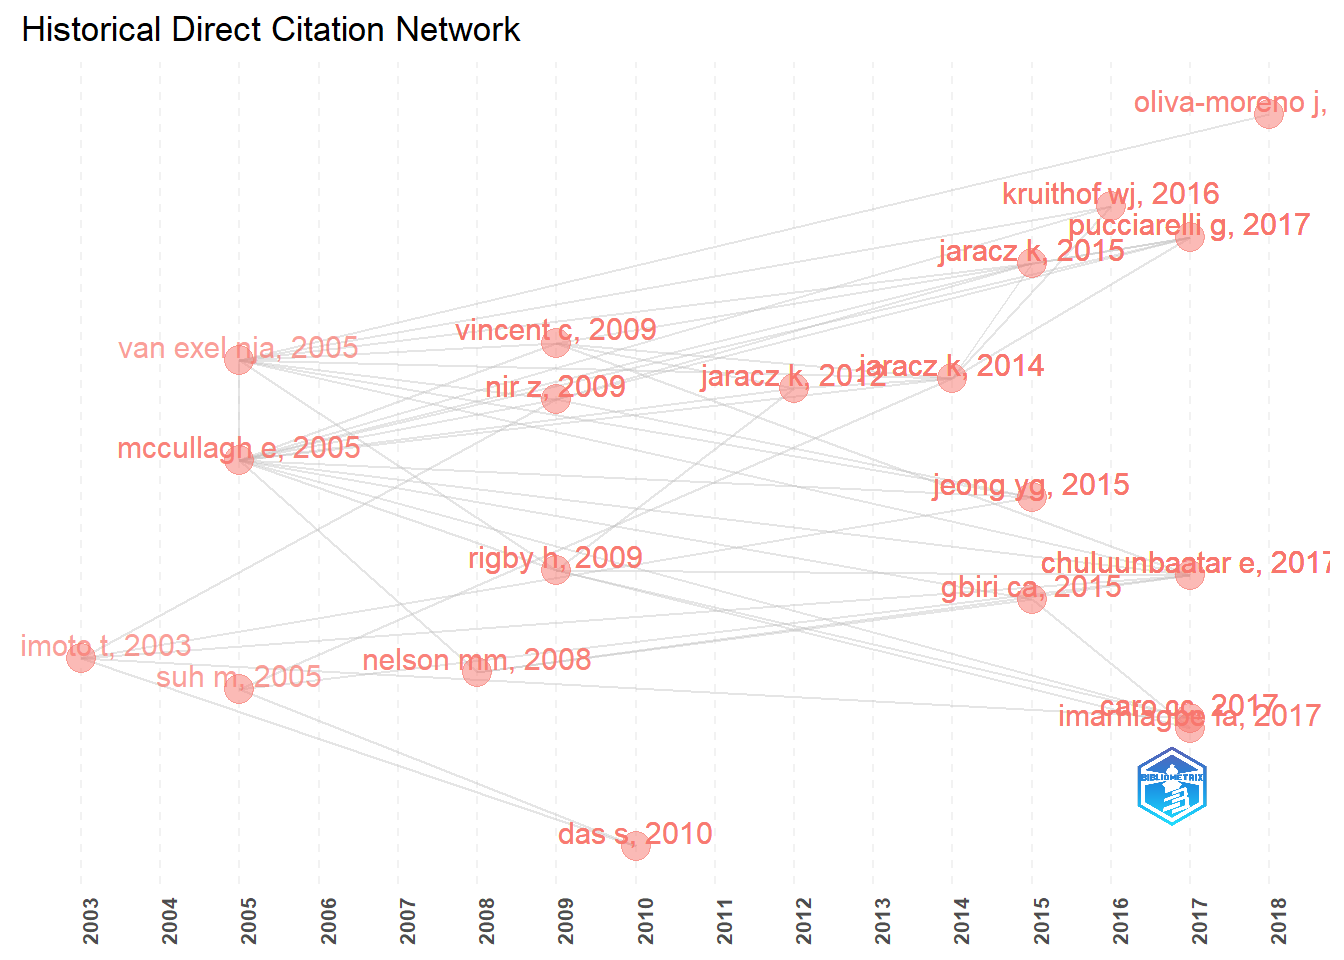 Historical Direct Citation Network
oliva-moreno j,
kruithof wj, 2016
pucciarelli g, 2017
jaracz k, 2015
vincent c, 2009
van exel nja, 2005
jaracz k, 2014
jaracz k, 2012
nir z, 2009
mccullagh e, 2005
jeong yg, 2015
rigby h, 2009
chuluunbaatar e, 2017
gbiri ca, 2015
imoto t, 2003
nelson mm, 2008
suh m, 2005
caro cc, 2017
imarhiagbe fa, 2017
BIBLIOMETRIX
das s, 2010
2003
2004
2005
2006
2007
2008
2009
2010
2011
2012
2013
2014
2015
2016
2017
2018